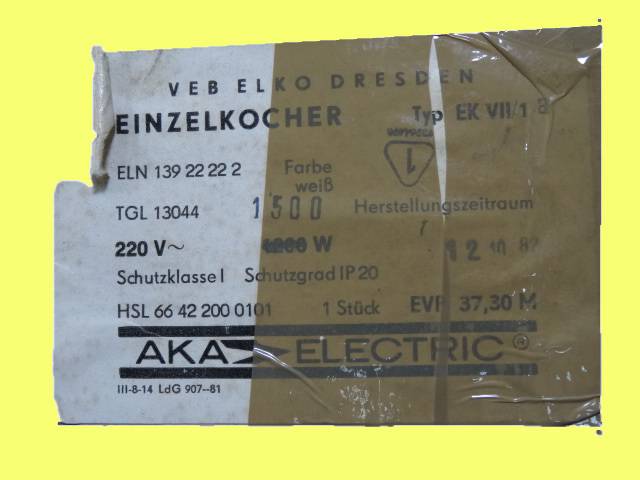 VEB ELKO DRESDEN
EINZELKOCHER Typ EK VII/1 B
1
ELN 139 22 22 2 Farbe
weiß
TGL 13044 1500 Herstellungszeitraum
220 V~ 1200 W 12 10 82
Schutzklasse I Schutzgrad IP 20
HSL 66 42 200 0101 1 Stück EVP 37,30 M
AKA ELECTRIC ®
III-8-14 LdG 907--81